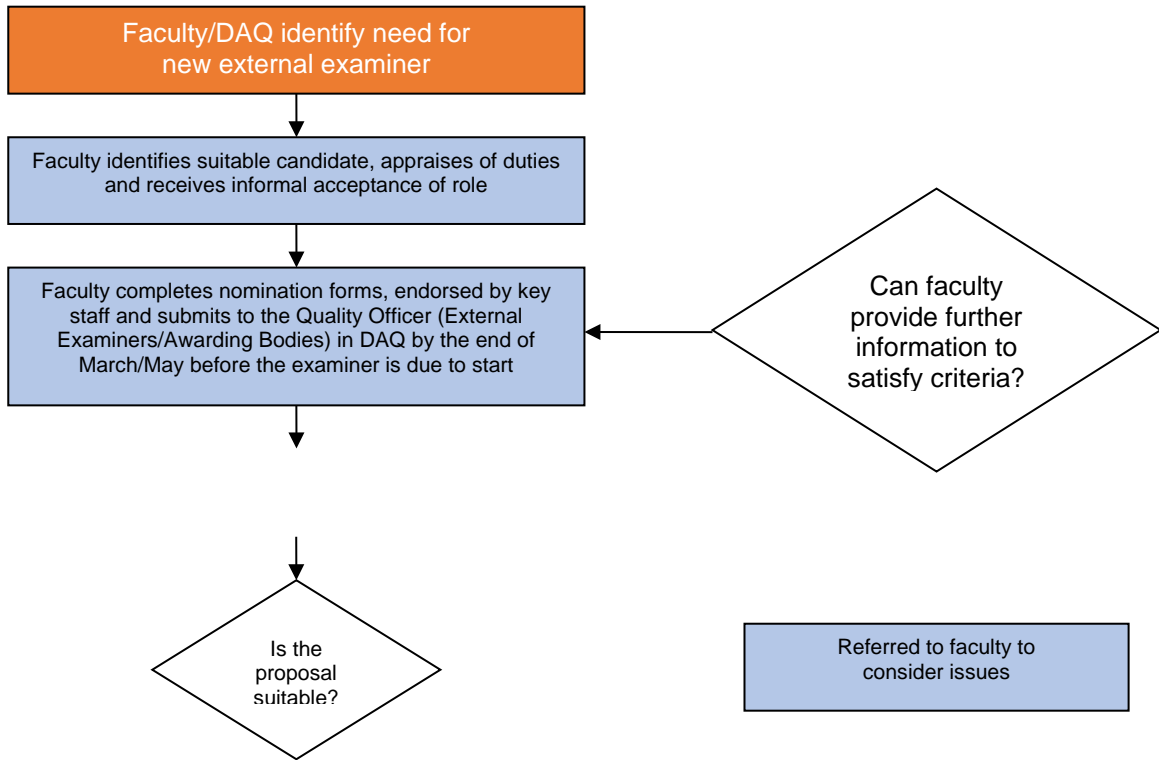 Faculty/DAQ identify need for
new external examiner
Faculty identifies suitable candidate, appraises of duties
and receives informal acceptance of role
Faculty completes nomination forms, endorsed by key
staff and submits to the Quality Officer (External
Examiners/Awarding Bodies) in DAQ by the end of
March/May before the examiner is due to start
Can faculty
provide further
information to
satisfy criteria?
Is the
proposal
suitable?
Referred to faculty to
consider issues